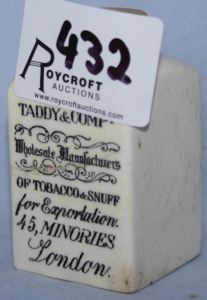 432
ROYCROFT
AUCTIONS
www.roycroftauctions.com
TADDY & COMPY
Wholesale Manufacturers
OF TOBACCO & SNUFF
for Exportation.
45, MINORIES
London.